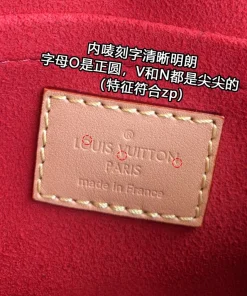 内唛刻字清晰明朗
字母O是正圆，V和N都是尖尖的
（特征符合zp）
LOUIS VUITTON
PARIS
made in France